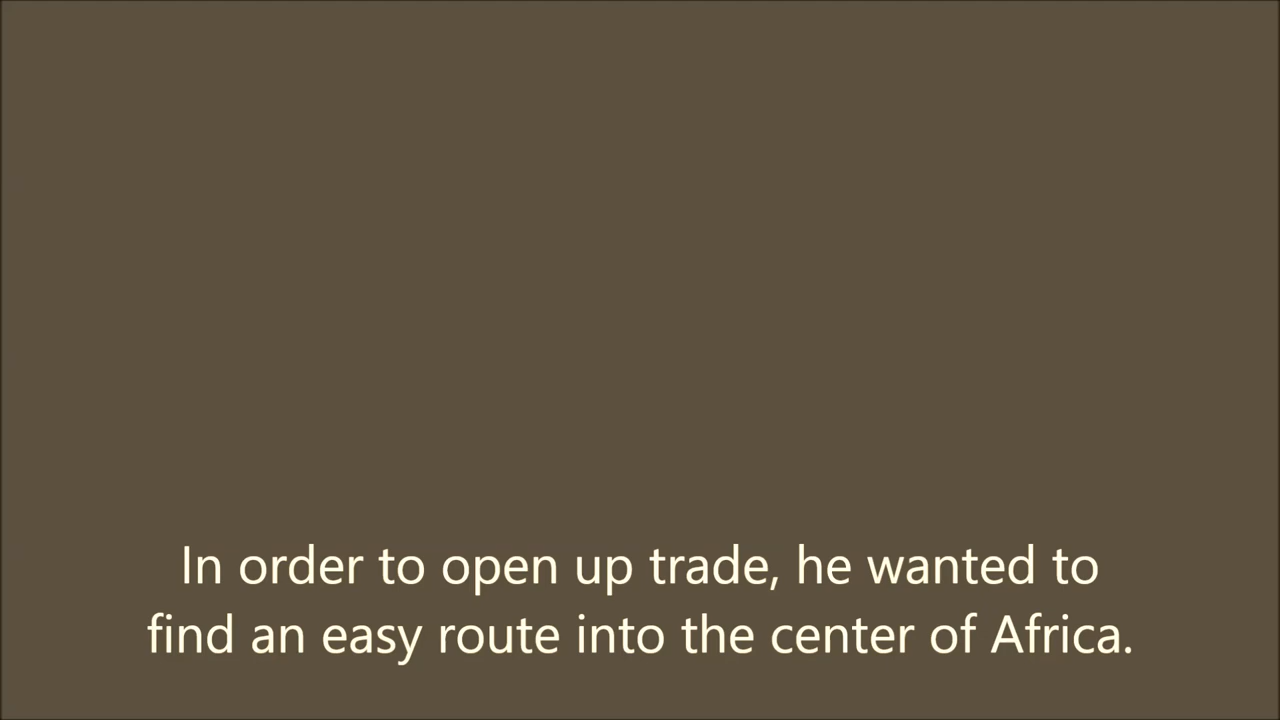 In order to open up trade, he wanted to
find an easy route into the center of Africa.